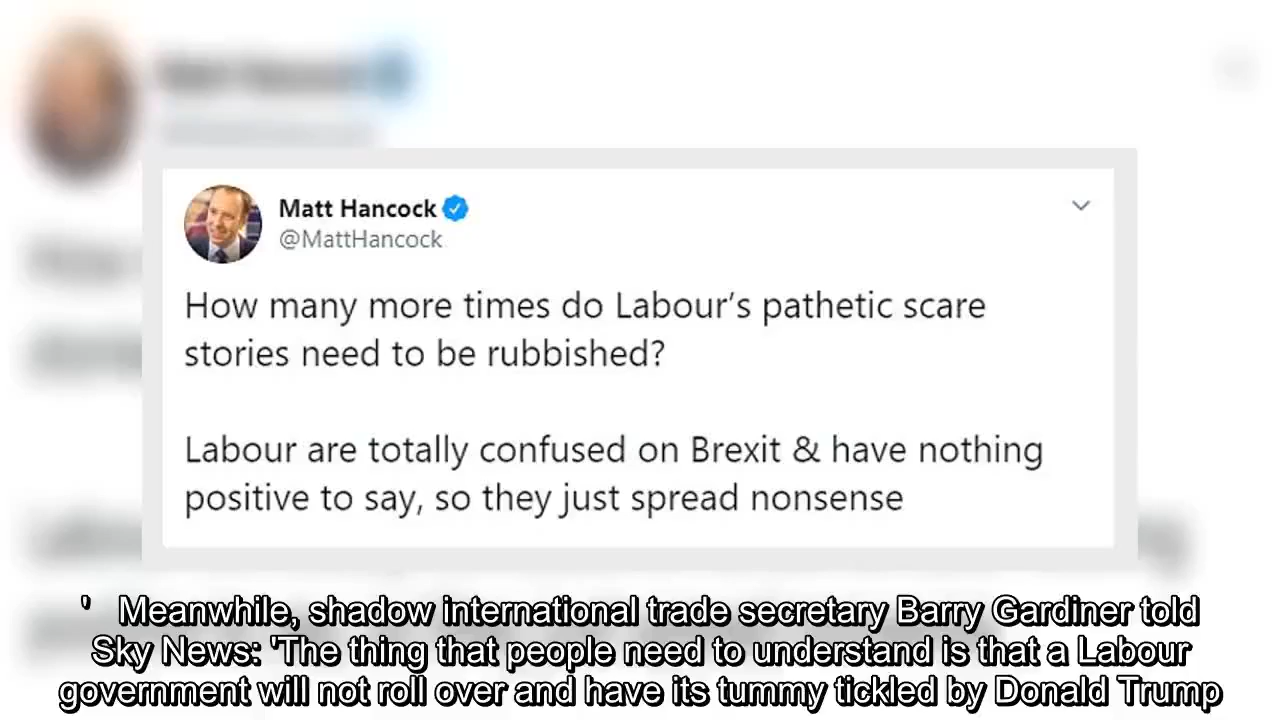 Matt Hancock
@MattHancock
How many more times do Labour’s pathetic scare
stories need to be rubbished?
Labour are totally confused on Brexit & have nothing
positive to say, so they just spread nonsense
' Meanwhile, shadow international trade secretary Barry Gardiner told
Sky News: 'The thing that people need to understand is that a Labour
government will not roll over and have its tummy tickled by Donald Trump